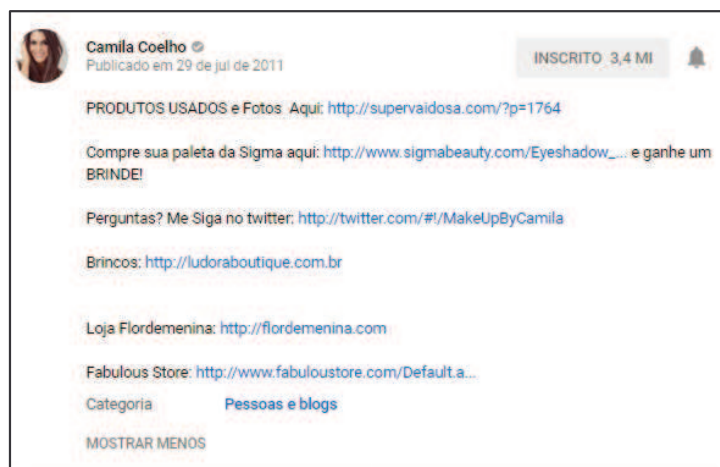 Camila Coelho
Publicado em 29 de jul de 2011
INSCRITO 3,4 MI
PRODUTOS USADOS e Fotos Aqui: http://supervaidosa.com/?p=1764
Compre sua paleta da Sigma aqui: http://www.sigmabeauty.com/Eyeshadow_... e ganhe um
BRINDE!
Perguntas? Me Siga no twitter: http://twitter.com/#!/MakeUpByCamila
Brincos: http://ludoraboutique.com.br
Loja Flordemenina: http://flordemenina.com
Fabulous Store: http://www.fabuloustore.com/Default.a...
Categoria Pessoas e blogs
MOSTRAR MENOS